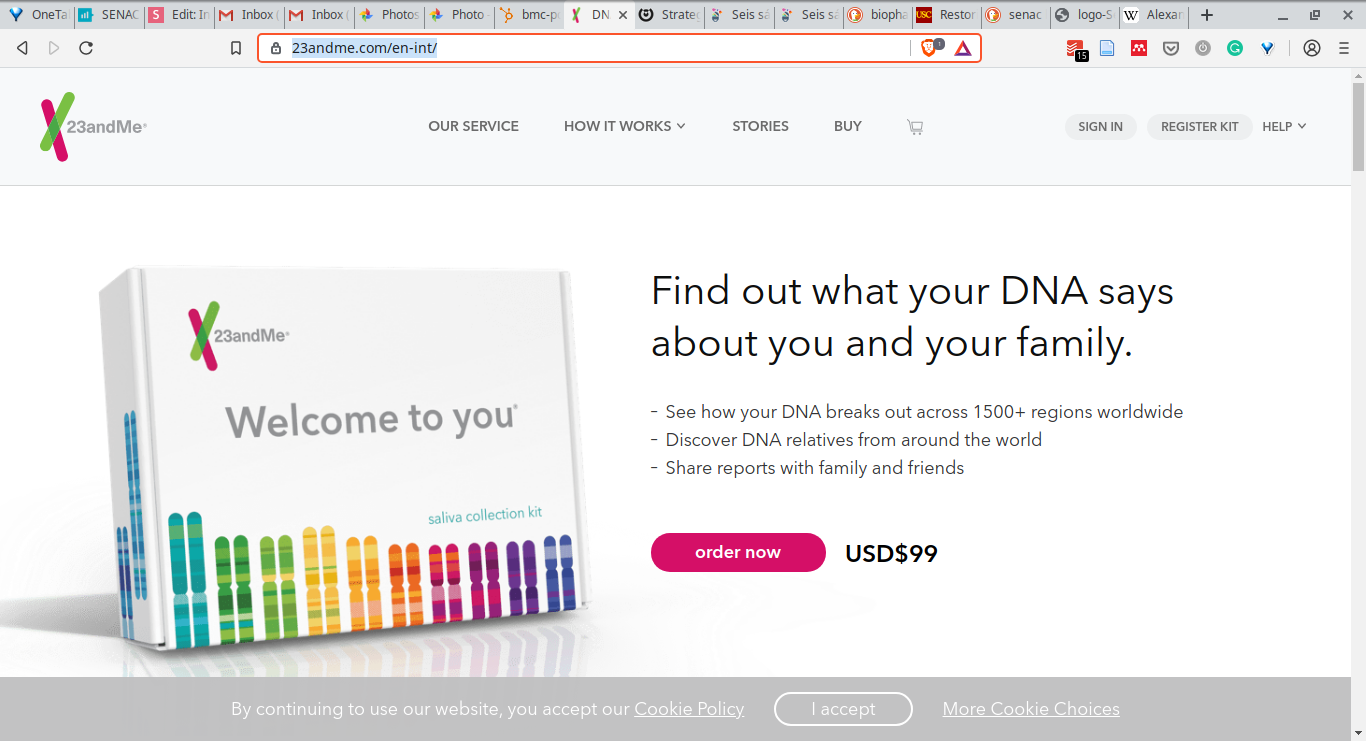 OneTa
SENAC
Edit: In
Inbox (
Inbox (
Photos
Photo
bmc-p
DN
Strate
Seis sá
Seis sá
biopha
USC
Restor
senac
logo-S
W
Alexar
23andme.com/en-int/
1
15
23andMe®
OUR SERVICE
HOW IT WORKS
STORIES
BUY
SIGN IN
REGISTER KIT
HELP
23andMe®
Welcome to you®
saliva collection kit
Find out what your DNA says
about you and your family.
- See how your DNA breaks out across 1500+ regions worldwide
- Discover DNA relatives from around the world
- Share reports with family and friends
order now
USD$99
By continuing to use our website, you accept our Cookie Policy
I accept
More Cookie Choices